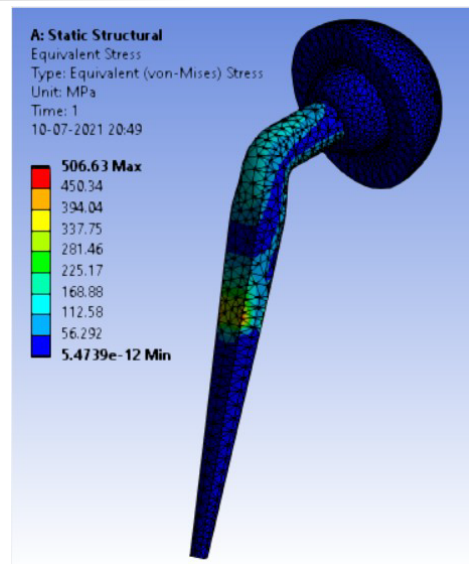 A: Static Structural
Equivalent Stress
Type: Equivalent (von-Mises) Stress
Unit: MPa
Time: 1
10-07-2021 20:49
506.63 Max
450.34
394.04
337.75
281.46
225.17
168.88
112.58
56.292
5.4739e-12 Min